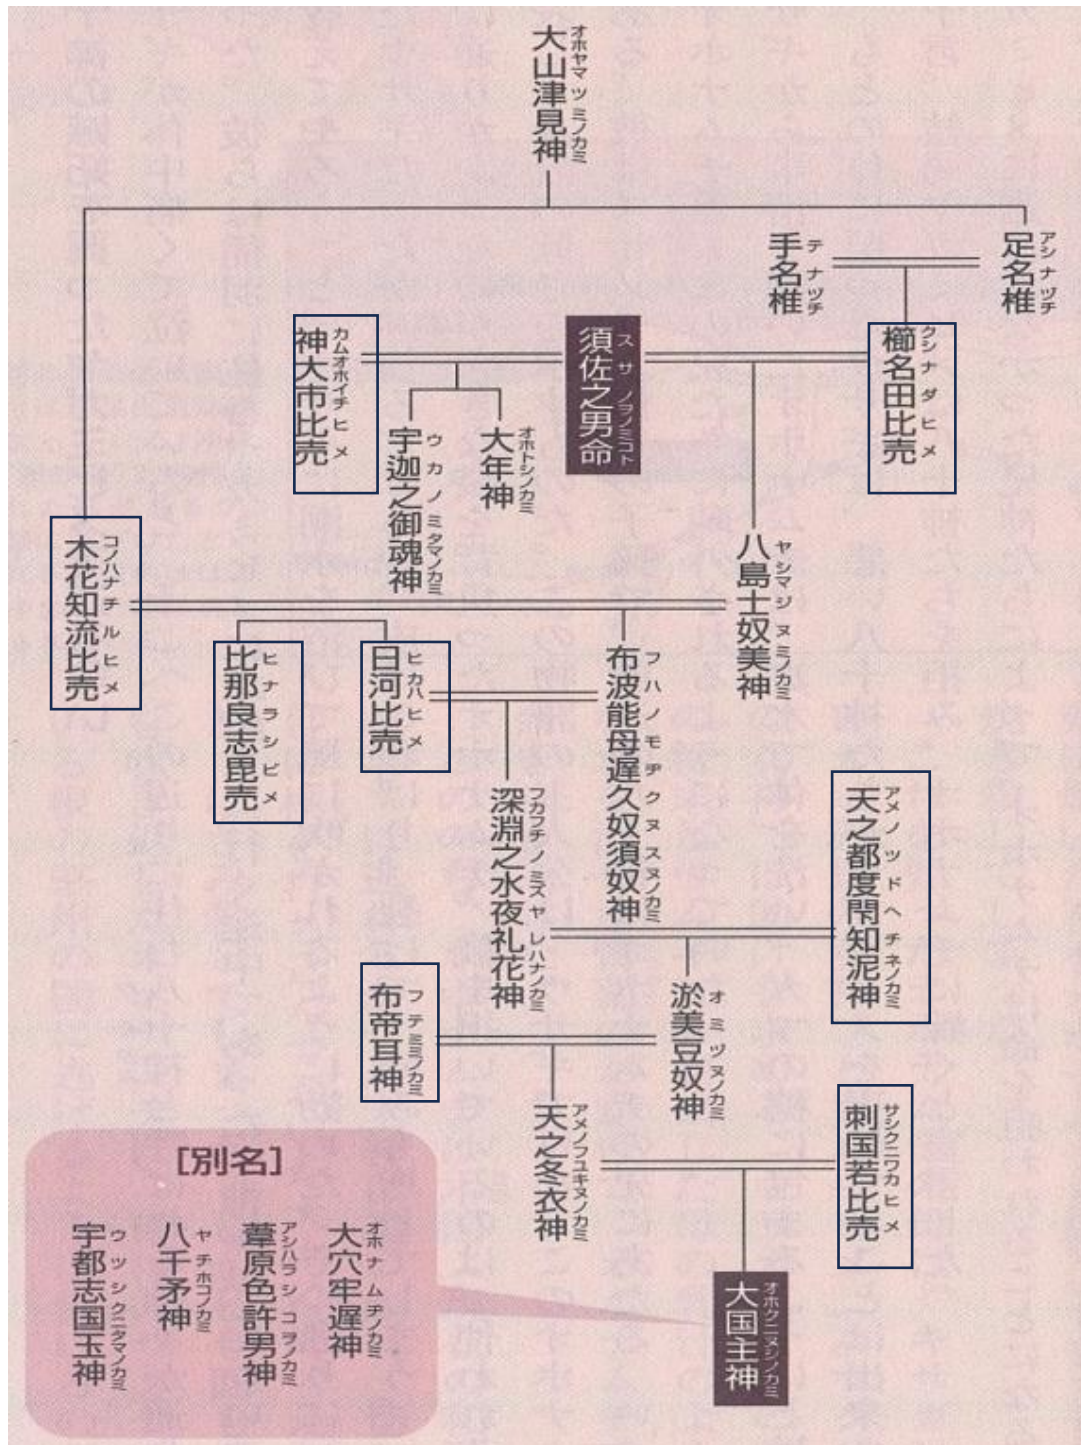 大山津見神
オホヤマツミノカミ
足名椎
アシナヅチ
手名椎
テナヅチ
櫛名田比売
クシナダヒメ
須佐之男命
スサノヲノミコト
神大市比売
カムオホイチヒメ
大年神
オホトシノカミ
宇迦之御魂神
ウカノミタマノカミ
八島士奴美神
ヤシマジヌミノカミ
木花知流比売
コノハナチルヒメ
布波能母遅久奴須奴神
フハノモヂクヌスヌノカミ
日河比売
ヒカハヒメ
比那良志毘売
ヒナラシビメ
天之都度閇知泥神
アメノツドヘチネノカミ
深淵之水夜礼花神
フカフチノミズヤレハナノカミ
淤美豆奴神
オミヅヌノカミ
布帝耳神
フテミミノカミ
刺国若比売
サシクニワカヒメ
天之冬衣神
アメノフユキヌノカミ
大国主神
オホクニヌシノカミ
[別名]
大穴牢遅神
オホナムヂノカミ
葦原色許男神
アシハラシコヲノカミ
八千矛神
ヤチホコノカミ
宇都志国玉神
ウツシクニタマノカミ